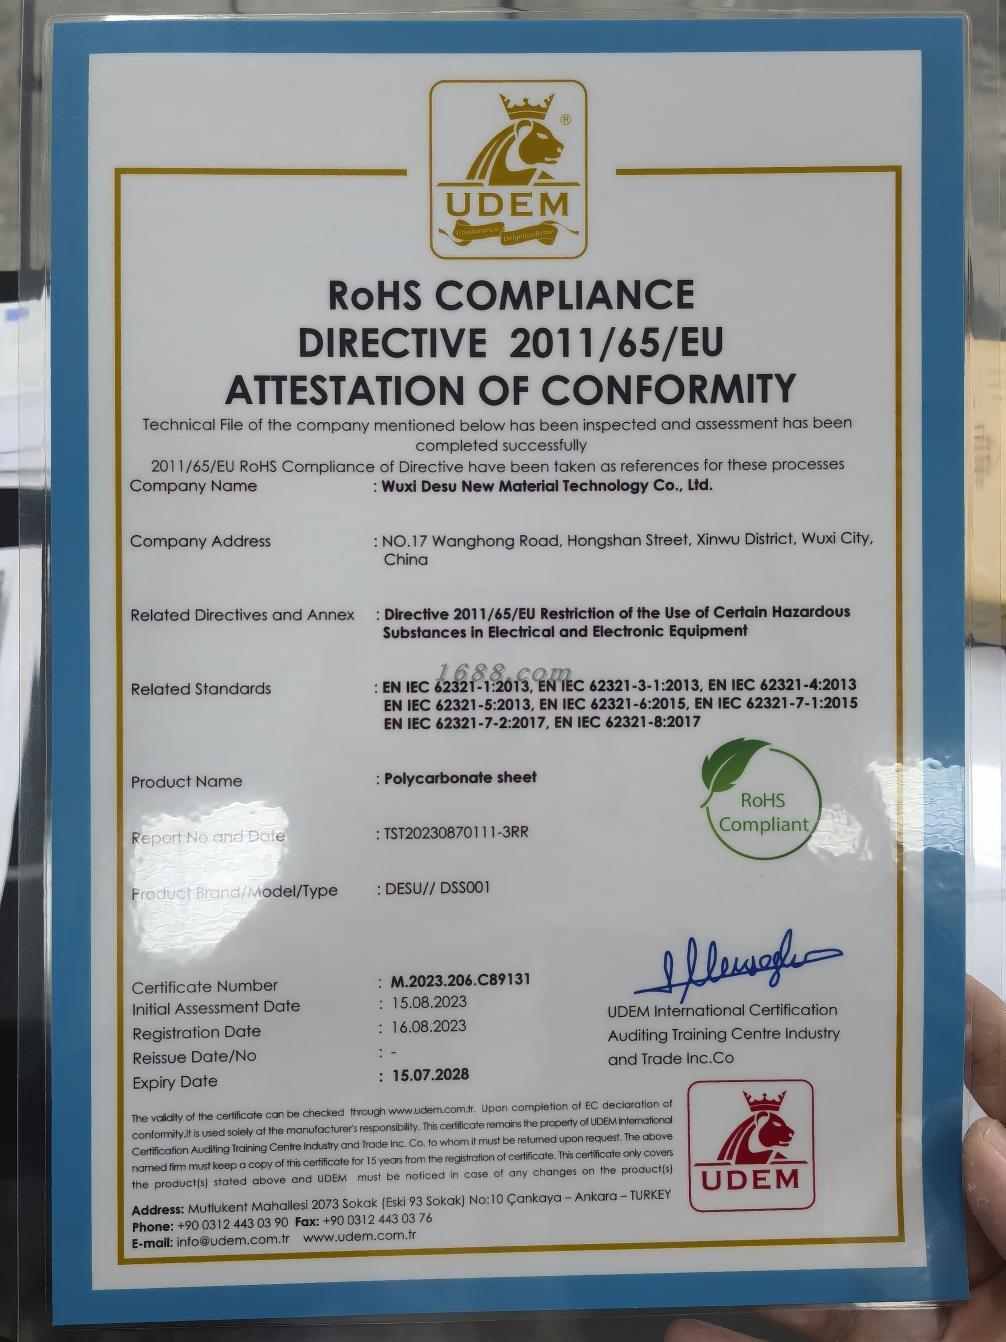 ®
UDEM
Uluslararası Belgelendirme
RoHS COMPLIANCE
DIRECTIVE 2011/65/EU
ATTESTATION OF CONFORMITY
Technical File of the company mentioned below has been inspected and assessment has been
completed successfully
2011/65/EU RoHS Compliance of Directive have been taken as references for these processes
Company Name : Wuxi Desu New Material Technology Co., Ltd.
Company Address : NO.17 Wanghong Road, Hongshan Street, Xinwu District, Wuxi City,
China
Related Directives and Annex : Directive 2011/65/EU Restriction of the Use of Certain Hazardous
Substances in Electrical and Electronic Equipment
1688.com
Related Standards : EN IEC 62321-1:2013, EN IEC 62321-3-1:2013, EN IEC 62321-4:2013
EN IEC 62321-5:2013, EN IEC 62321-6:2015, EN IEC 62321-7-1:2015
EN IEC 62321-7-2:2017, EN IEC 62321-8:2017
Product Name : Polycarbonate sheet
RoHS
Compliant
Report No and Date : TST20230870111-3RR
Product Brand/Model/Type : DESU// DSS001
Certificate Number : M.2023.206.C89131
Initial Assessment Date : 15.08.2023
Registration Date : 16.08.2023
Reissue Date/No : -
Expiry Date : 15.07.2028
UDEM International Certification
Auditing Training Centre Industry
and Trade Inc.Co
The validity of the certificate can be checked through www.udem.com.tr. Upon completion of EC declaration of
conformity,it is used solely at the manufacturer's responsibility. This certificate remains the property of UDEM International
Certification Auditing Training Centre Industry and Trade Inc. Co. to whom it must be returned upon request. The above
named firm must keep a copy of this certificate for 15 years from the registration of certificate. This certificate only covers
the product(s) stated above and UDEM must be noticed in case of any changes on the product(s)
UDEM
Address: Mutlukent Mahallesi 2073 Sokak (Eski 93 Sokak) No:10 Çankaya – Ankara – TURKEY
Phone: +90 0312 443 03 90 Fax: +90 0312 443 03 76
E-mail: info@udem.com.tr www.udem.com.tr